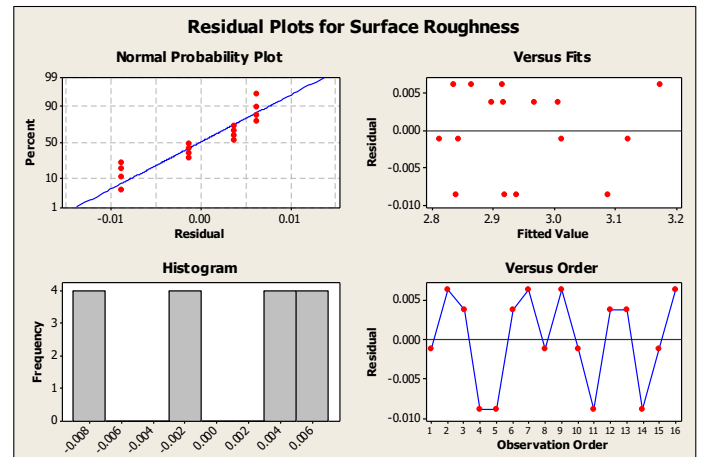 Residual Plots for Surface Roughness
Normal Probability Plot
99
90
50
10
1
Percent
-0.01 0.00 0.01
Residual
Versus Fits
0.005
0.000
-0.005
-0.010
Residual
2.8 2.9 3.0 3.1 3.2
Fitted Value
Histogram
4
3
2
1
0
Frequency
-0.008 -0.006 -0.004 -0.002 0.000 0.002 0.004 0.006
Versus Order
0.005
0.000
-0.005
-0.010
Residual
1 2 3 4 5 6 7 8 9 10 11 12 13 14 15 16
Observation Order